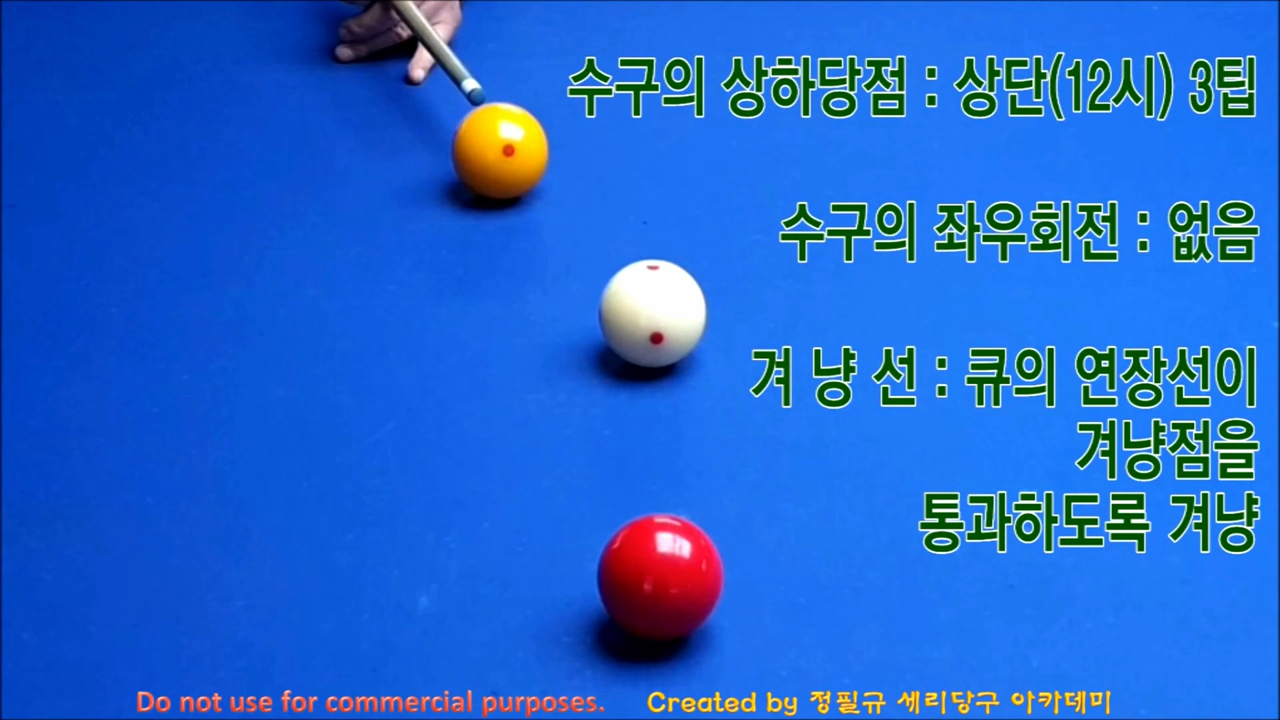 수구의 상하당점 : 상단(12시) 3팁
수구의 좌우회전 : 없음
겨 냥 선 : 큐의 연장선이
겨냥점을
통과하도록 겨냥
Do not use for commercial purposes. Created by 정필규 세리당구 아카데미